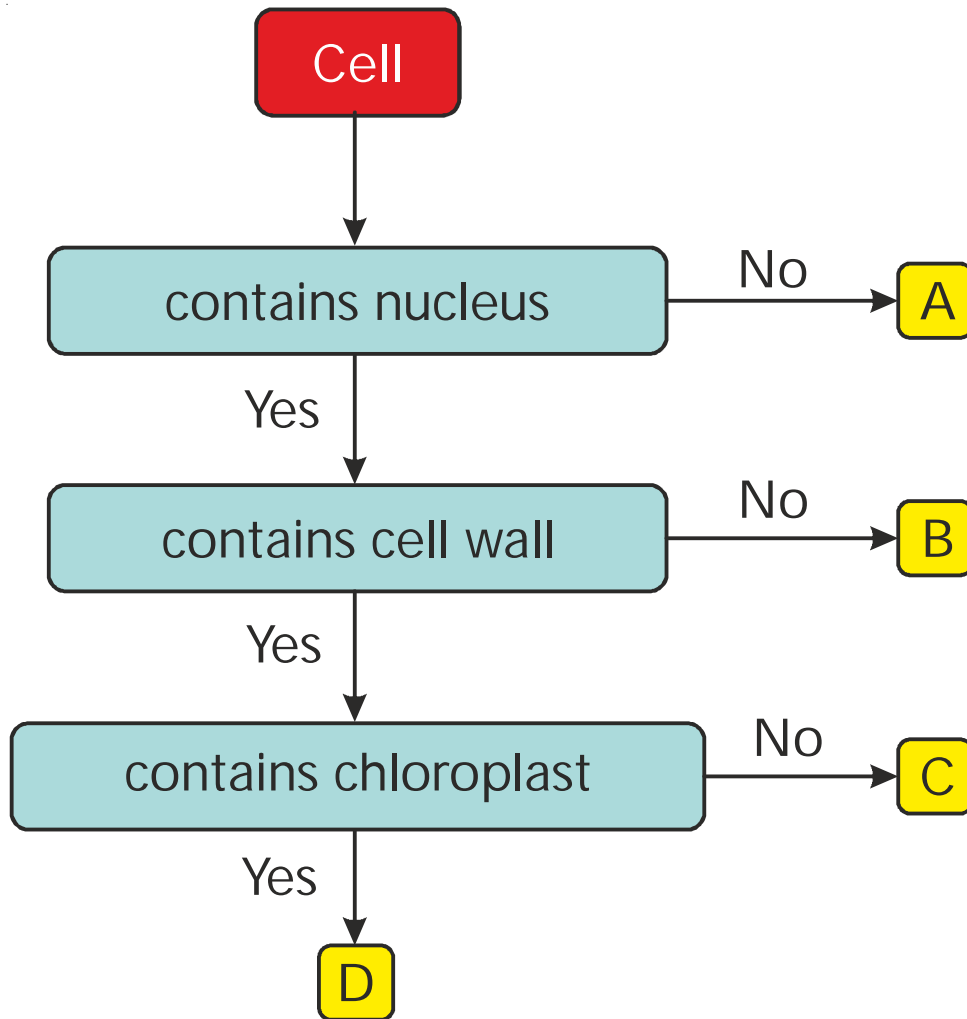 Cell
contains nucleus
No
A
Yes
contains cell wall
No
B
Yes
contains chloroplast
No
C
Yes
D